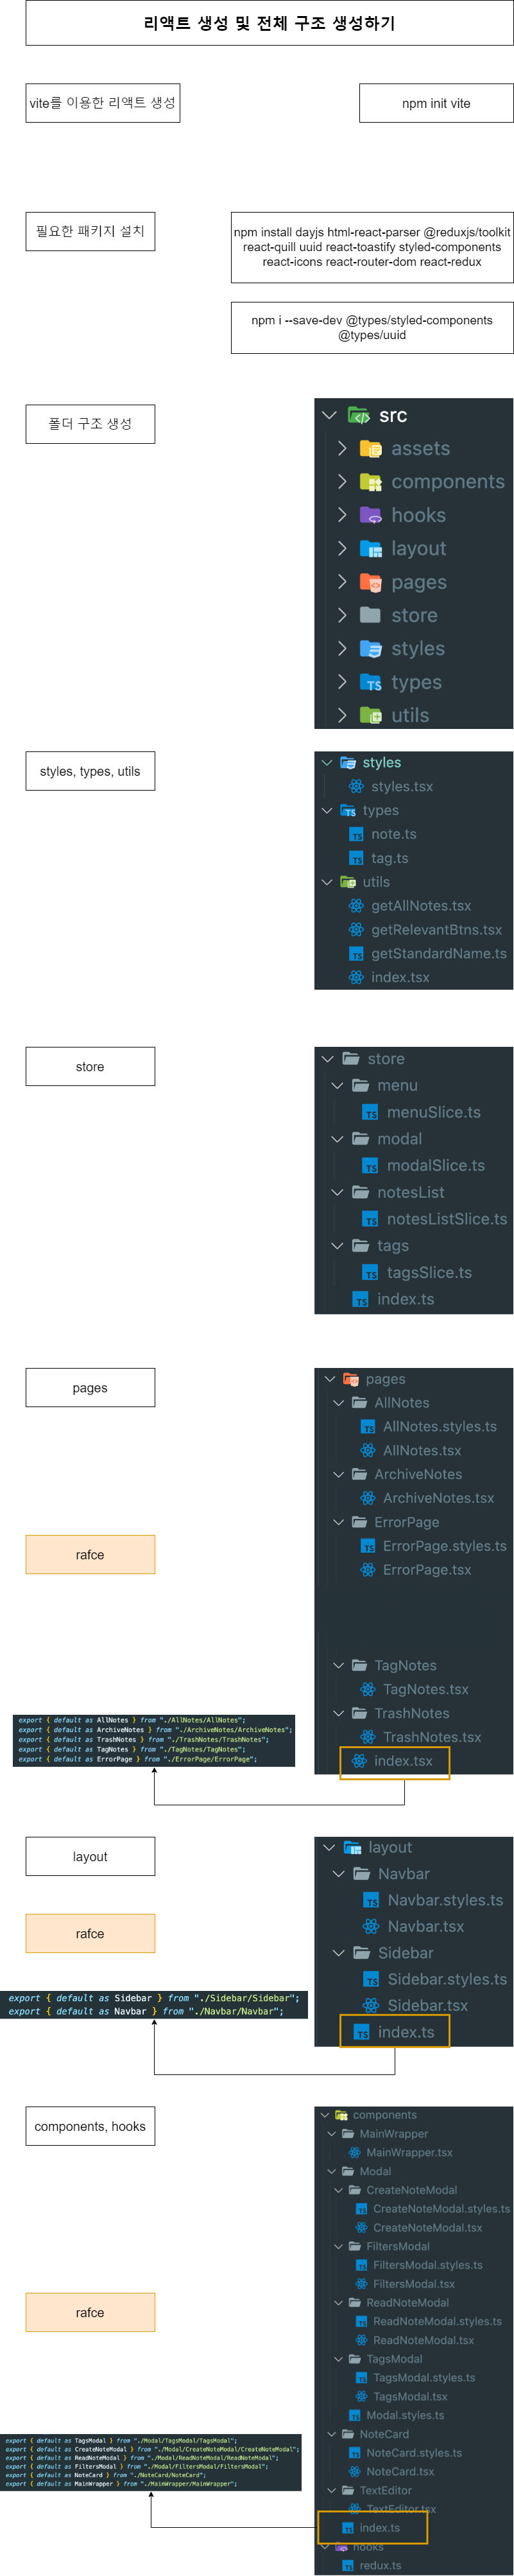 리액트 생성 및 전체 구조 생성하기
vite를 이용한 리액트 생성
npm init vite
필요한 패키지 설치
npm install dayjs html-react-parser @reduxjs/toolkit
react-quill uuid react-toastify styled-components
react-icons react-router-dom react-redux
npm i --save-dev @types/styled-components
@types/uuid
폴더 구조 생성
src
assets
components
hooks
layout
pages
store
styles
types
utils
styles, types, utils
styles
styles.tsx
types
note.ts
tag.ts
utils
getAllNotes.tsx
getRelevantBtns.tsx
getStandardName.ts
index.tsx
store
store
menu
menuSlice.ts
modal
modalSlice.ts
notesList
notesListSlice.ts
tags
tagsSlice.ts
index.ts
pages
pages
AllNotes
AllNotes.styles.ts
AllNotes.tsx
ArchiveNotes
ArchiveNotes.tsx
ErrorPage
ErrorPage.styles.ts
ErrorPage.tsx
rafce
TagNotes
TagNotes.tsx
TrashNotes
TrashNotes.tsx
index.tsx
export { default as AllNotes } from "./AllNotes/AllNotes";
export { default as ArchiveNotes } from "./ArchiveNotes/ArchiveNotes";
export { default as TrashNotes } from "./TrashNotes/TrashNotes";
export { default as TagNotes } from "./TagNotes/TagNotes";
export { default as ErrorPage } from "./ErrorPage/ErrorPage";
layout
layout
Navbar
Navbar.styles.ts
Navbar.tsx
Sidebar
Sidebar.styles.ts
Sidebar.tsx
index.ts
rafce
export { default as Sidebar } from "./Sidebar/Sidebar";
export { default as Navbar } from "./Navbar/Navbar";
components, hooks
components
MainWrapper
MainWrapper.tsx
Modal
CreateNoteModal
CreateNoteModal.styles.ts
CreateNoteModal.tsx
FiltersModal
FiltersModal.styles.ts
FiltersModal.tsx
ReadNoteModal
ReadNoteModal.styles.ts
ReadNoteModal.tsx
TagsModal
TagsModal.styles.ts
TagsModal.tsx
Modal.styles.ts
NoteCard
NoteCard.styles.ts
NoteCard.tsx
TextEditor
TextEditor.tsx
index.ts
hooks
redux.ts
rafce
export { default as TagsModal } from "./Modal/TagsModal/TagsModal";
export { default as CreateNoteModal } from "./Modal/CreateNoteModal/CreateNoteModal";
export { default as ReadNoteModal } from "./Modal/ReadNoteModal/ReadNoteModal";
export { default as FiltersModal } from "./Modal/FiltersModal/FiltersModal";
export { default as NoteCard } from "./NoteCard/NoteCard";
export { default as MainWrapper } from "./MainWrapper/MainWrapper";